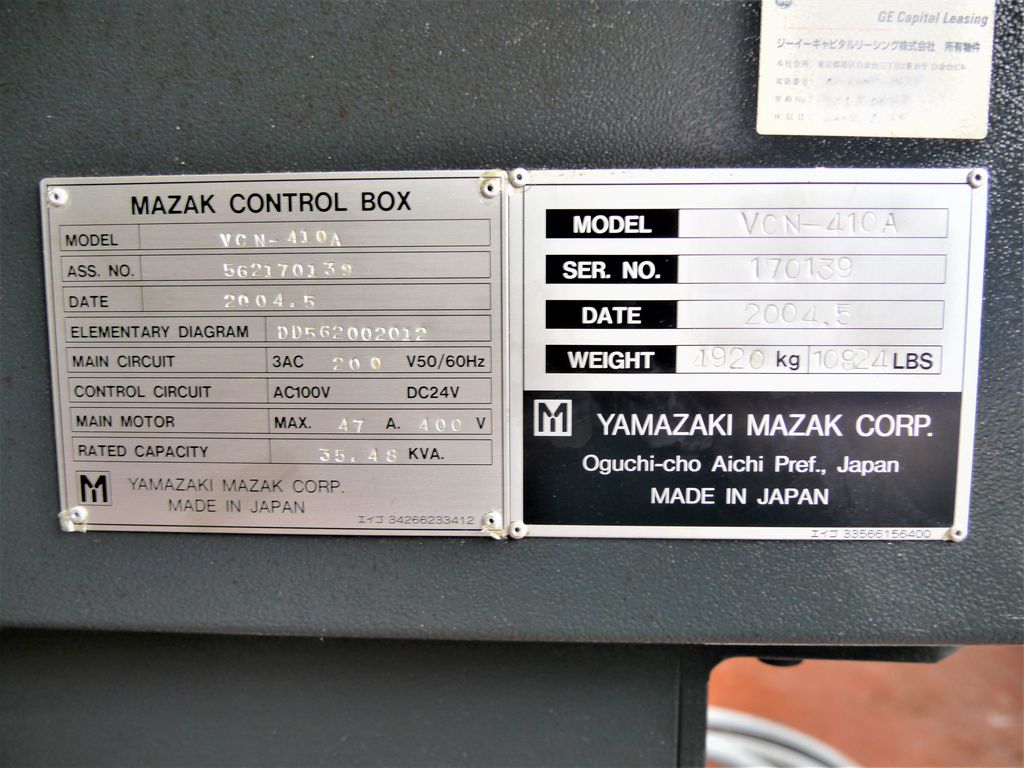 GE Capital Leasing
ジーイーキャピタルリーシング株式会社 所有物件
MAZAK CONTROL BOX
MODEL VCN-410A
ASS. NO. 562170139
DATE 2004.5
ELEMENTARY DIAGRAM DD562002012
MAIN CIRCUIT 3AC 200 V50/60Hz
CONTROL CIRCUIT AC100V DC24V
MAIN MOTOR MAX. 47 A. 400 V
RATED CAPACITY 35.48 KVA.
YAMAZAKI MAZAK CORP.
MADE IN JAPAN
エイゴ 34266233412
MODEL VCN-410A
SER. NO. 170139
DATE 2004.5
WEIGHT 4920 kg 10824 LBS
YAMAZAKI MAZAK CORP.
Oguchi-cho Aichi Pref., Japan
MADE IN JAPAN
エイゴ 33566156400